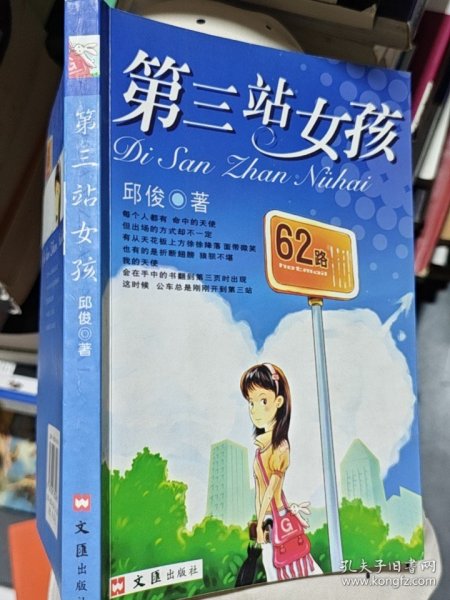 第三站女孩
Di San Zhan Nühai
邱俊◎著
每个人都有 命中的天使
但出场的方式却不一定
有从天花板上方徐徐降落 面带微笑
也有的是折断翅膀 狼狈不堪
我的天使
会在手中的书翻到第三页时出现
这时候 公车总是刚刚开到第三站
62路
G
文匯出版社
第三站女孩
邱俊◎著
文匯出版社
孔夫子旧书网
www.kongfz.com